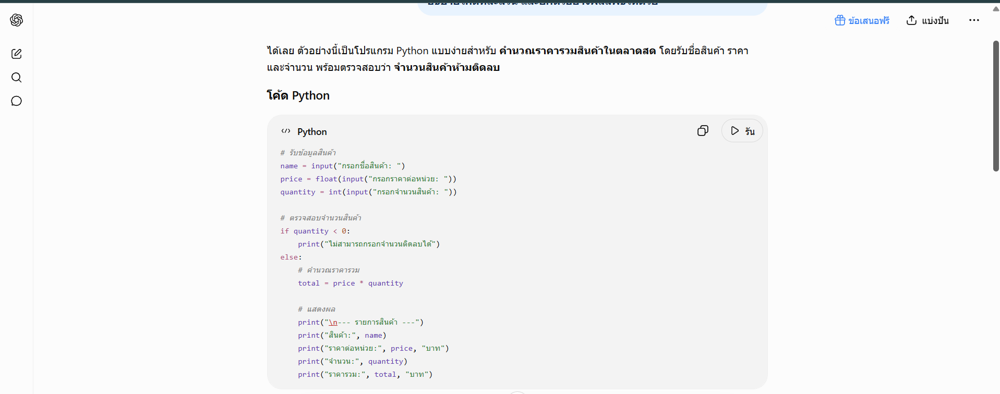 ข้อเสนอฟรี
แบ่งปัน
ได้เลย ตัวอย่างนี้เป็นโปรแกรม Python แบบง่ายสำหรับ คำนวณราคารวมสินค้าในตลาดสด โดยรับชื่อสินค้า ราคา
และจำนวน พร้อมตรวจสอบว่า จำนวนสินค้าห้ามติดลบ
โค้ด Python
Python
รัน
# รับข้อมูลสินค้า
name = input("กรอกชื่อสินค้า: ")
price = float(input("กรอกราคาต่อหน่วย: "))
quantity = int(input("กรอกจำนวนสินค้า: "))
# ตรวจสอบจำนวนสินค้า
if quantity < 0:
    print("ไม่สามารถกรอกจำนวนติดลบได้")
else:
    # คำนวณราคารวม
    total = price * quantity
    # แสดงผล
    print("\n--- รายการสินค้า ---")
    print("สินค้า:", name)
    print("ราคาต่อหน่วย:", price, "บาท")
    print("จำนวน:", quantity)
    print("ราคารวม:", total, "บาท")